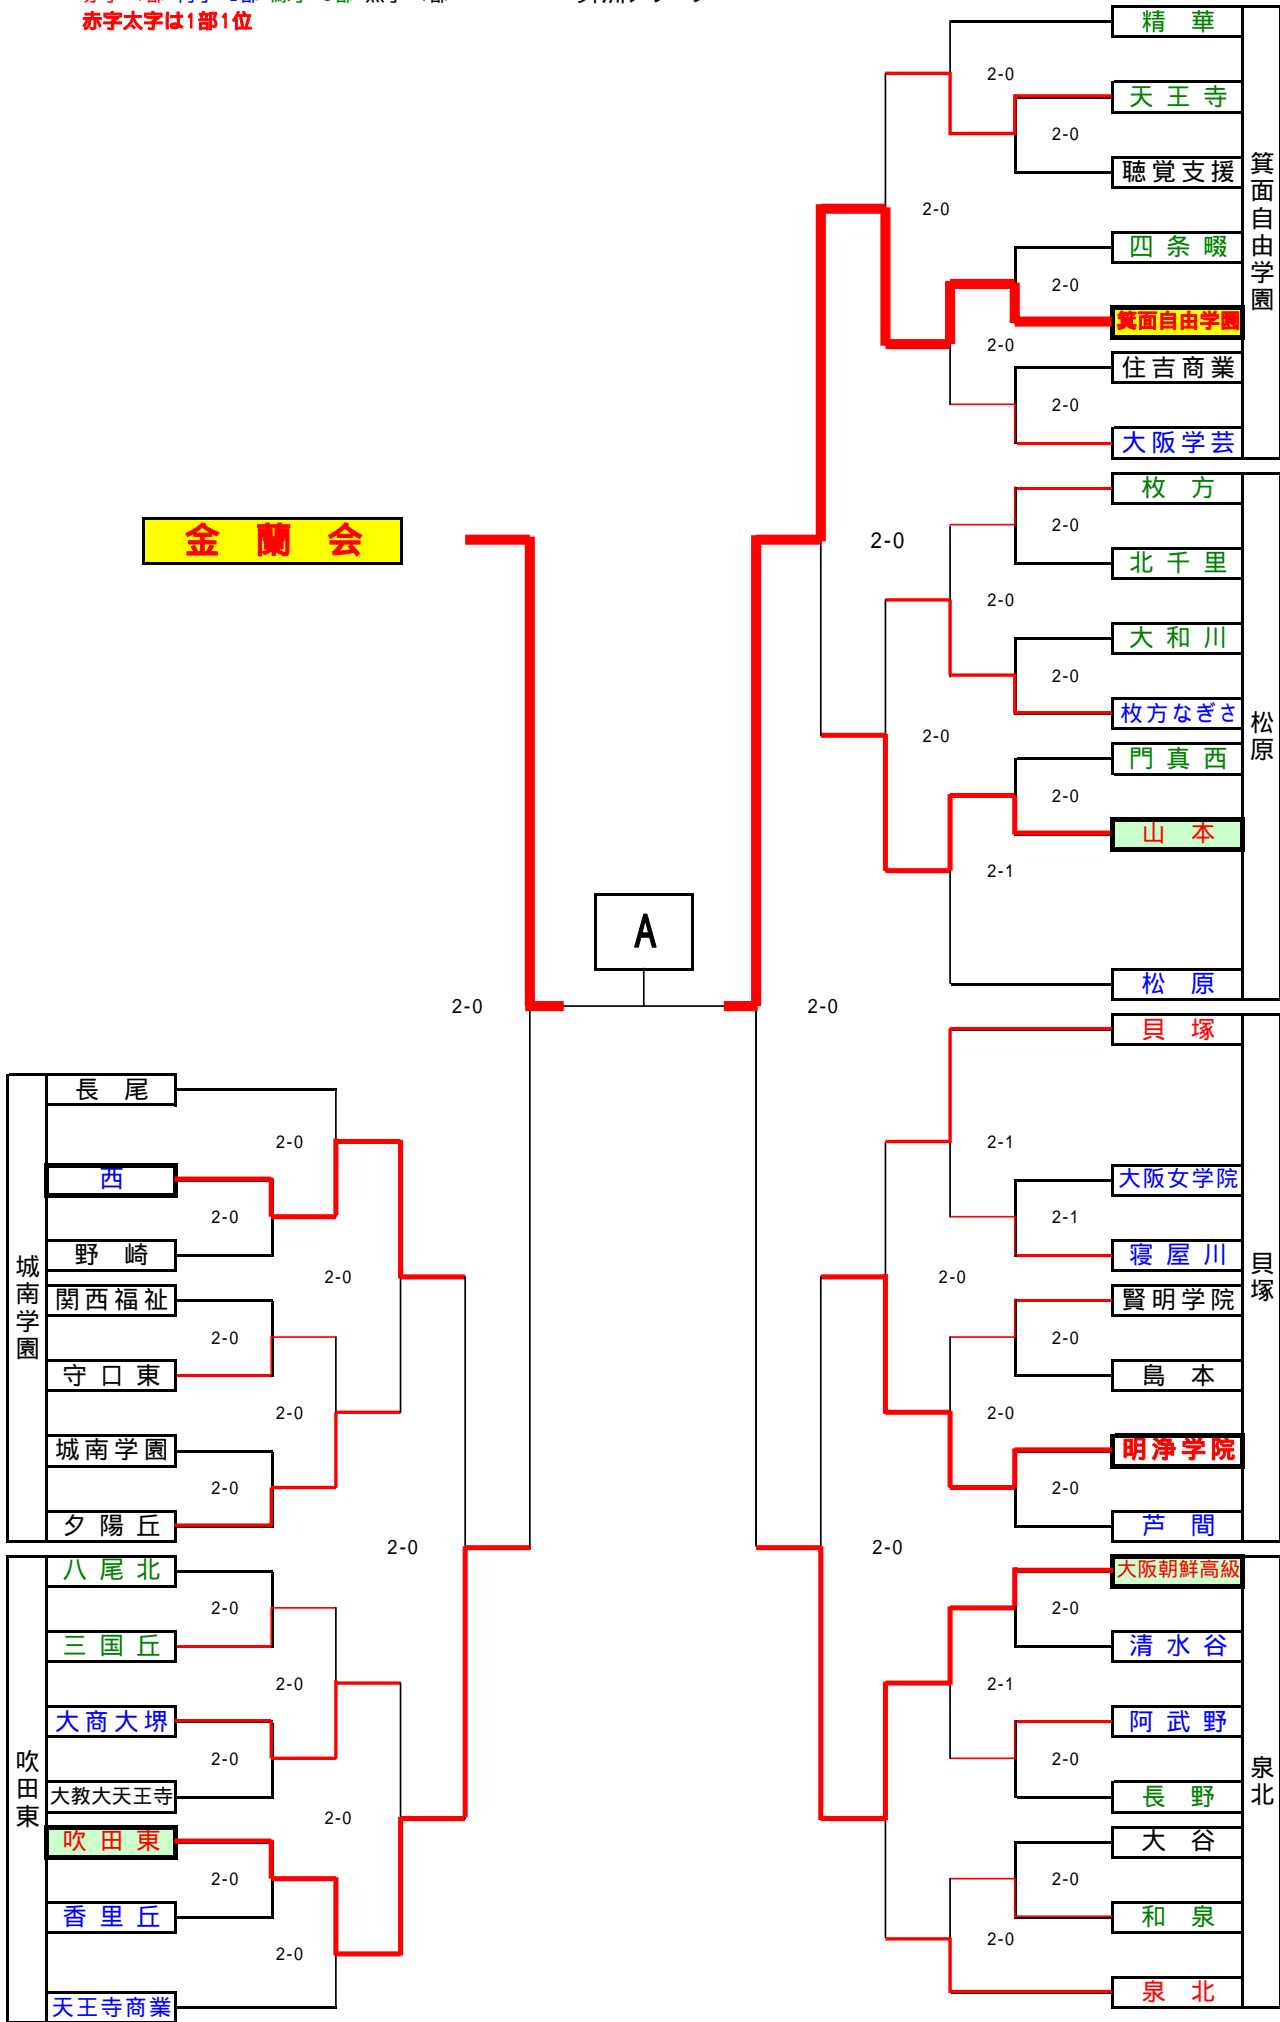 赤字太字は1部1位
精華
2-0
天王寺
2-0
聴覚支援
2-0
四条畷
2-0
箕面自由学園
2-0
住吉商業
2-0
大阪学芸
箕面自由学園
枚方
2-0
金蘭会
2-0
北千里
2-0
大和川
2-0
枚方なぎさ
2-0
門真西
2-0
山本
2-1
松原
松原
A
2-0
2-0
貝塚
2-1
大阪女学院
2-1
寝屋川
2-0
賢明学院
2-0
島本
2-0
明浄学院
2-0
芦間
貝塚
2-0
大阪朝鮮高級
2-0
清水谷
2-1
阿武野
2-0
長野
大谷
2-0
和泉
2-0
泉北
泉北
長尾
2-0
西
2-0
野崎
2-0
関西福祉
2-0
守口東
2-0
城南学園
2-0
夕陽丘
城南学園
2-0
八尾北
2-0
三国丘
2-0
大商大堺
2-0
大教大天王寺
2-0
吹田東
2-0
香里丘
2-0
天王寺商業
吹田東